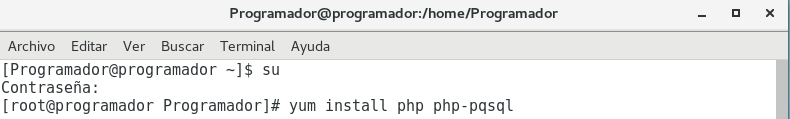 Programador@programador:/home/Programador
Archivo Editar Ver Buscar Terminal Ayuda
[Programador@programador ~]$ su
Contraseña:
[root@programador Programador]# yum install php php-pqsql